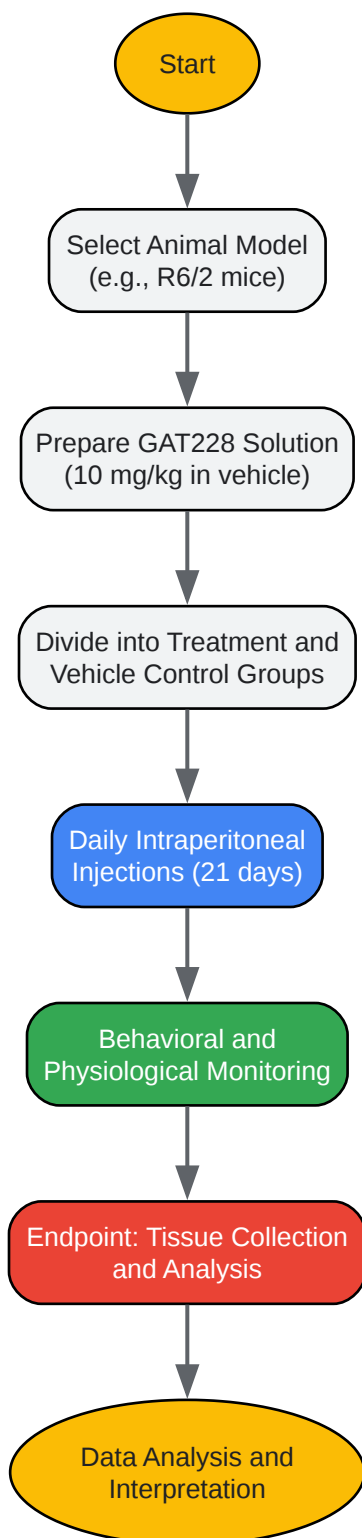 Start
Select Animal Model
(e.g., R6/2 mice)
Prepare GAT228 Solution
(10 mg/kg in vehicle)
Divide into Treatment and
Vehicle Control Groups
Daily Intraperitoneal
Injections (21 days)
Behavioral and
Physiological Monitoring
Endpoint: Tissue Collection
and Analysis
Data Analysis and
Interpretation